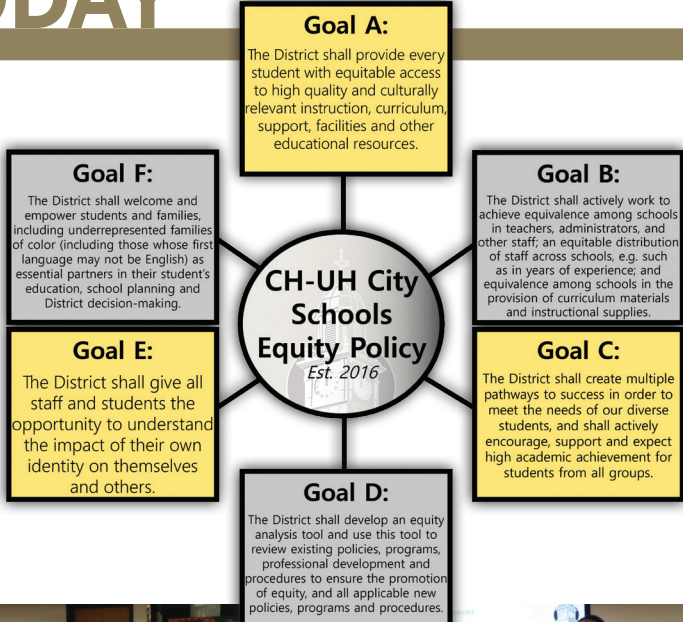 ODAY
Goal A:
The District shall provide every
student with equitable access
to high quality and culturally
relevant instruction, curriculum,
support, facilities and other
educational resources.
Goal F:
The District shall welcome and
empower students and families,
including underrepresented families
of color (including those whose first
language may not be English) as
essential partners in their student's
education, school planning and
District decision-making.
Goal B:
The District shall actively work to
achieve equivalence among schools
in teachers, administrators, and
other staff; an equitable distribution
of staff across schools, e.g. such
as in years of experience; and
equivalence among schools in the
provision of curriculum materials
and instructional supplies.
CH-UH City
Schools
Equity Policy
Est. 2016
Goal E:
The District shall give all
staff and students the
opportunity to understand
the impact of their own
identity on themselves
and others.
Goal C:
The District shall create multiple
pathways to success in order to
meet the needs of our diverse
students, and shall actively
encourage, support and expect
high academic achievement for
students from all groups.
Goal D:
The District shall develop an equity
analysis tool and use this tool to
review existing policies, programs,
professional development and
procedures to ensure the promotion
of equity, and all applicable new
policies, programs and procedures.